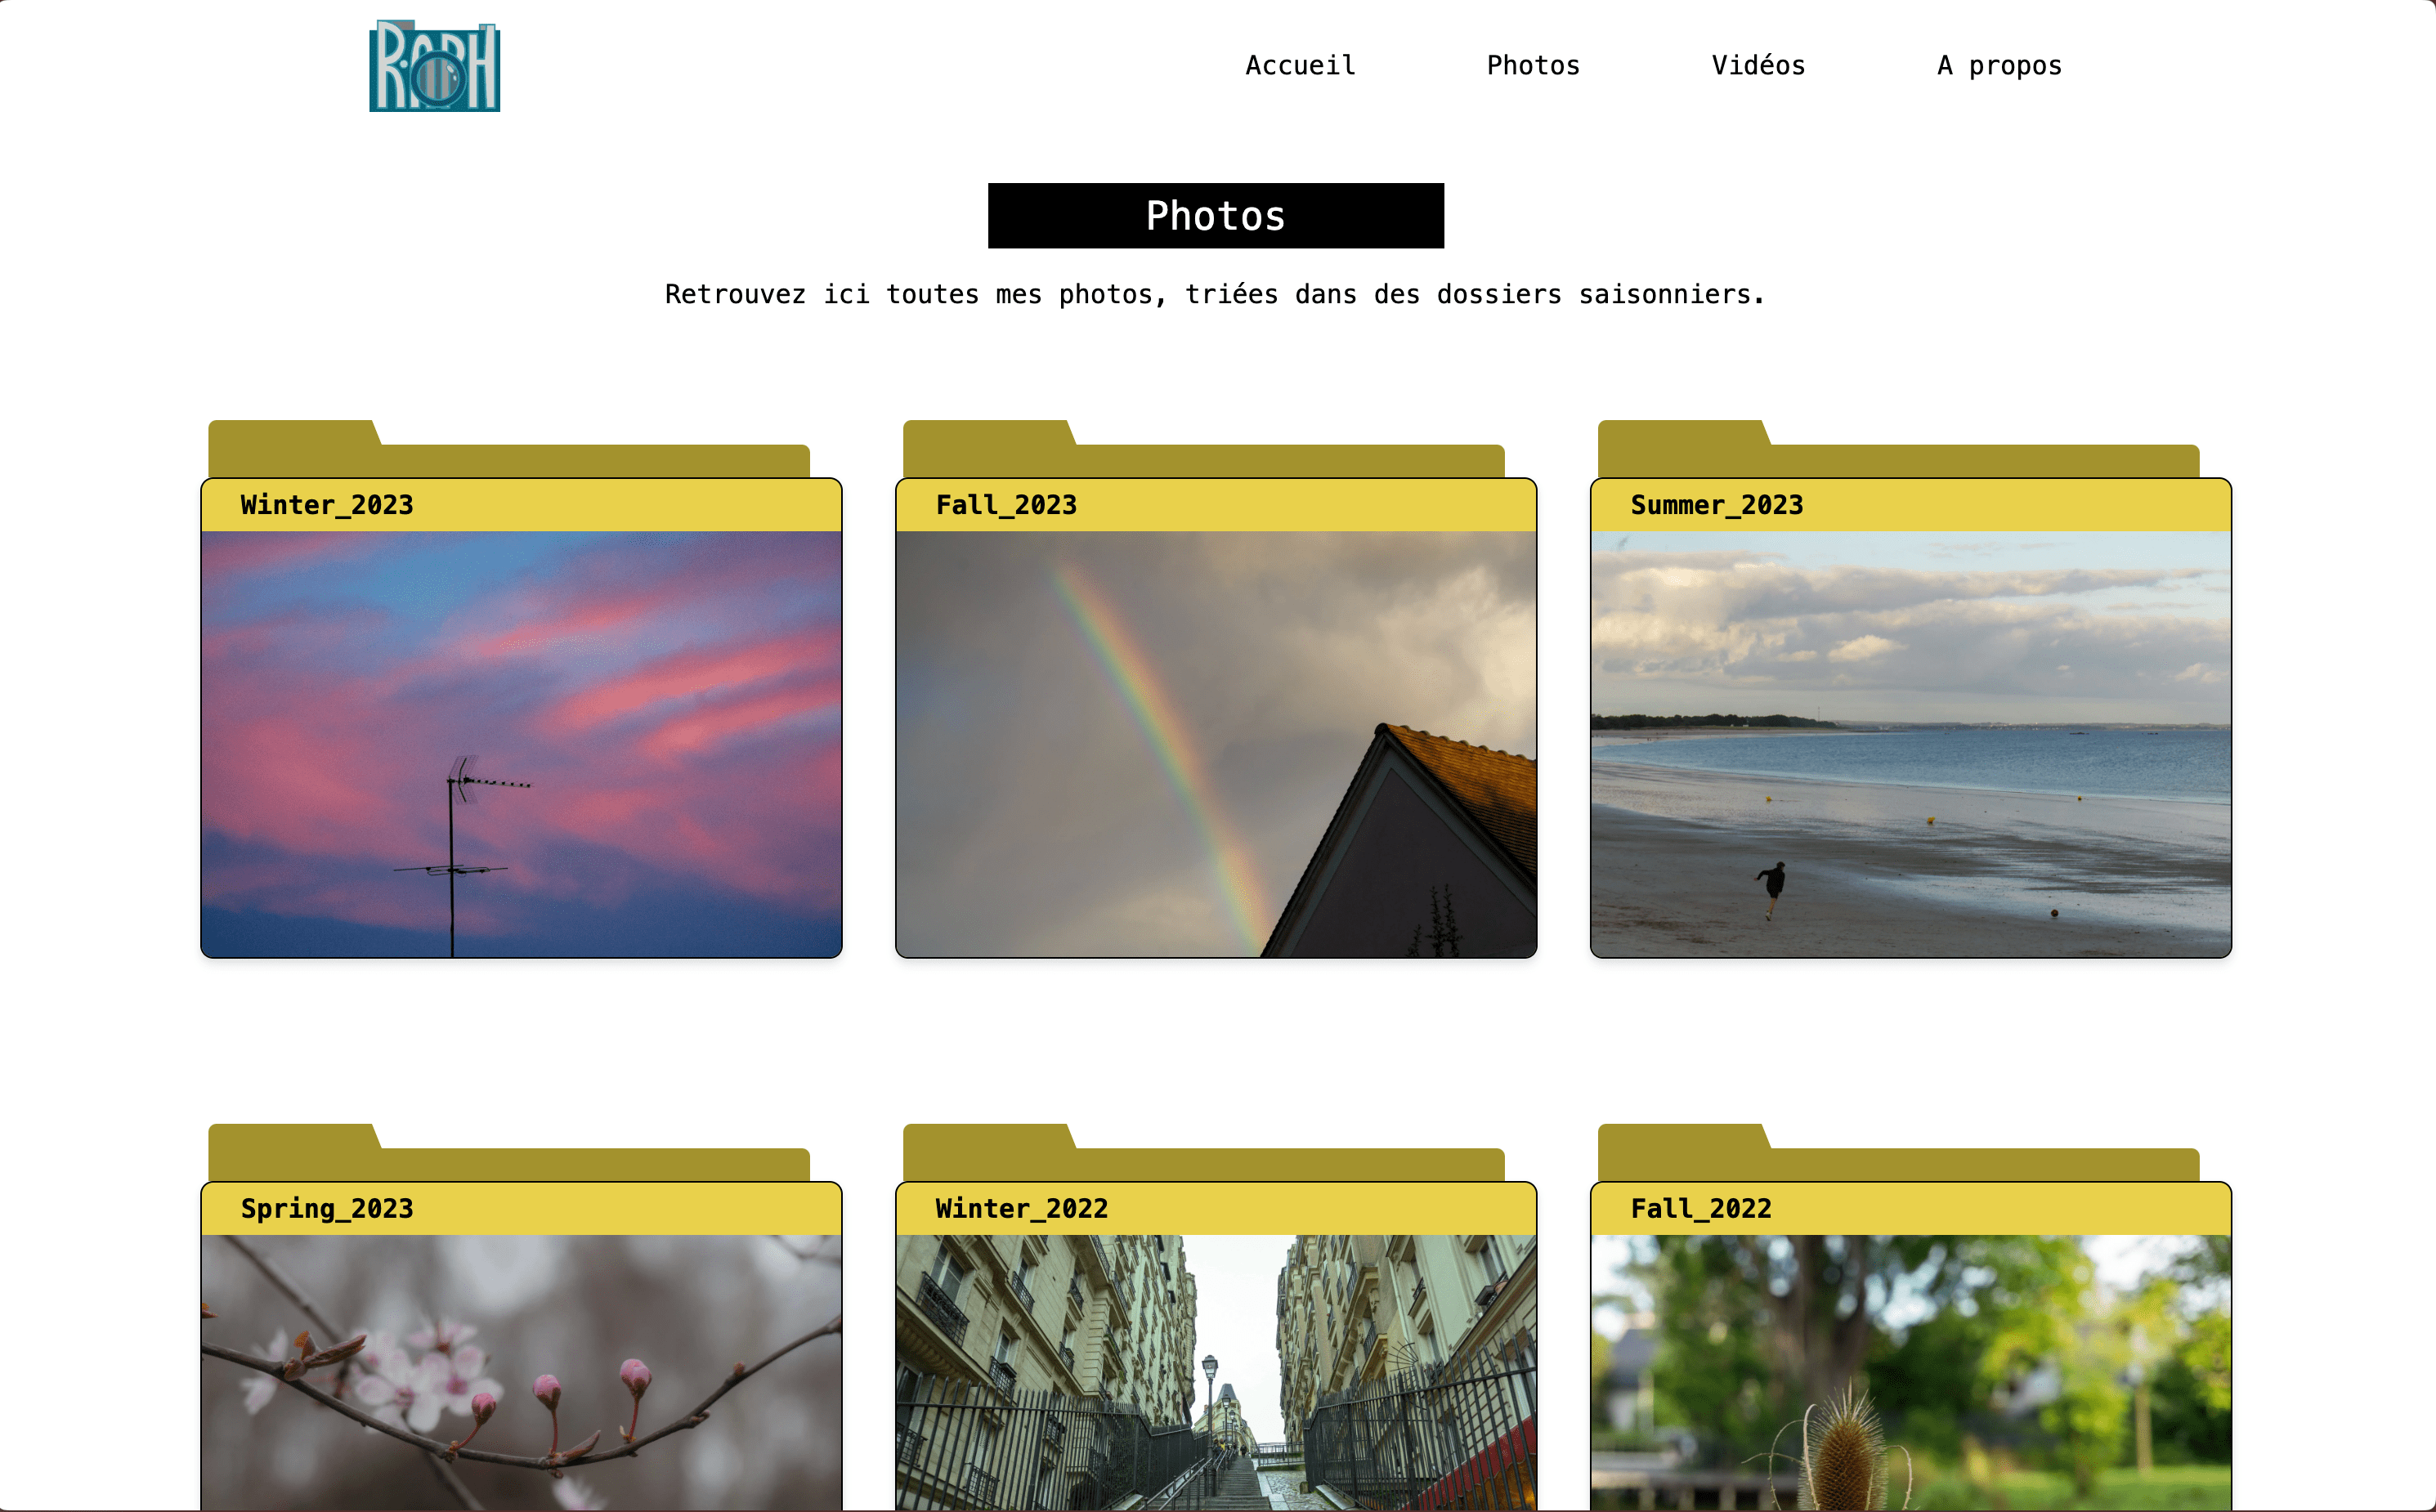 RAPH
Accueil Photos Vidéos A propos
Photos
Retrouvez ici toutes mes photos, triées dans des dossiers saisonniers.
Winter_2023 Fall_2023 Summer_2023
Spring_2023 Winter_2022 Fall_2022